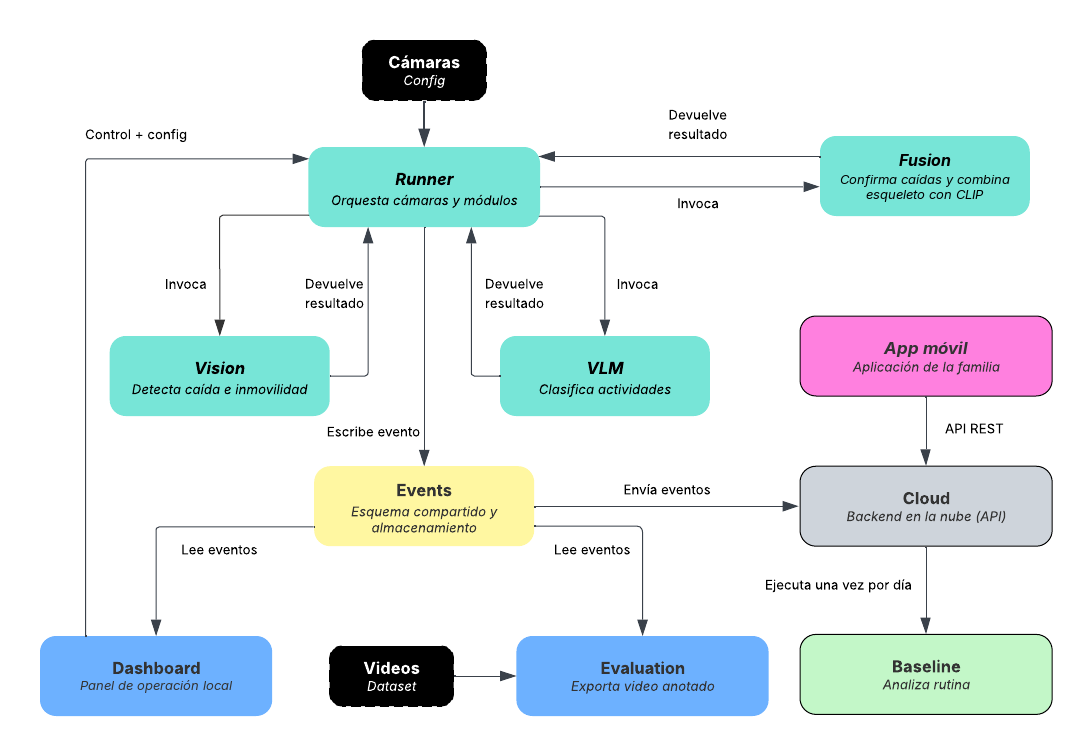 Cámaras
Config
Control + config
Devuelve
resultado
Runner
Orquesta cámaras y módulos
Fusion
Confirma caídas y combina
esqueleto con CLIP
Invoca
Invoca
Devuelve
resultado
Devuelve
resultado
Invoca
Vision
Detecta caída e inmovilidad
VLM
Clasifica actividades
App móvil
Aplicación de la familia
Escribe evento
API REST
Events
Esquema compartido y
almacenamiento
Envía eventos
Cloud
Backend en la nube (API)
Lee eventos
Lee eventos
Ejecuta una vez por día
Dashboard
Panel de operación local
Videos
Dataset
Evaluation
Exporta video anotado
Baseline
Analiza rutina